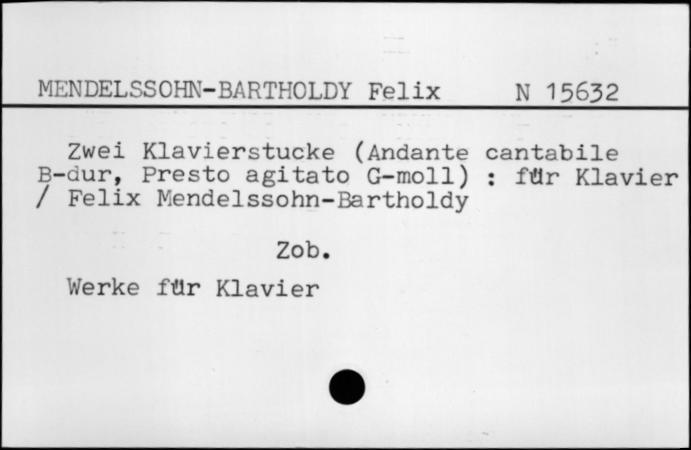 MENDELSSOHN-BARTHOLDY Felix N 15632
Zwei Klavierstucke (Andante cantabile
B-dur, Presto agitato G-moll) : für Klavier
/ Felix Mendelssohn-Bartholdy
Zob.
Werke für Klavier